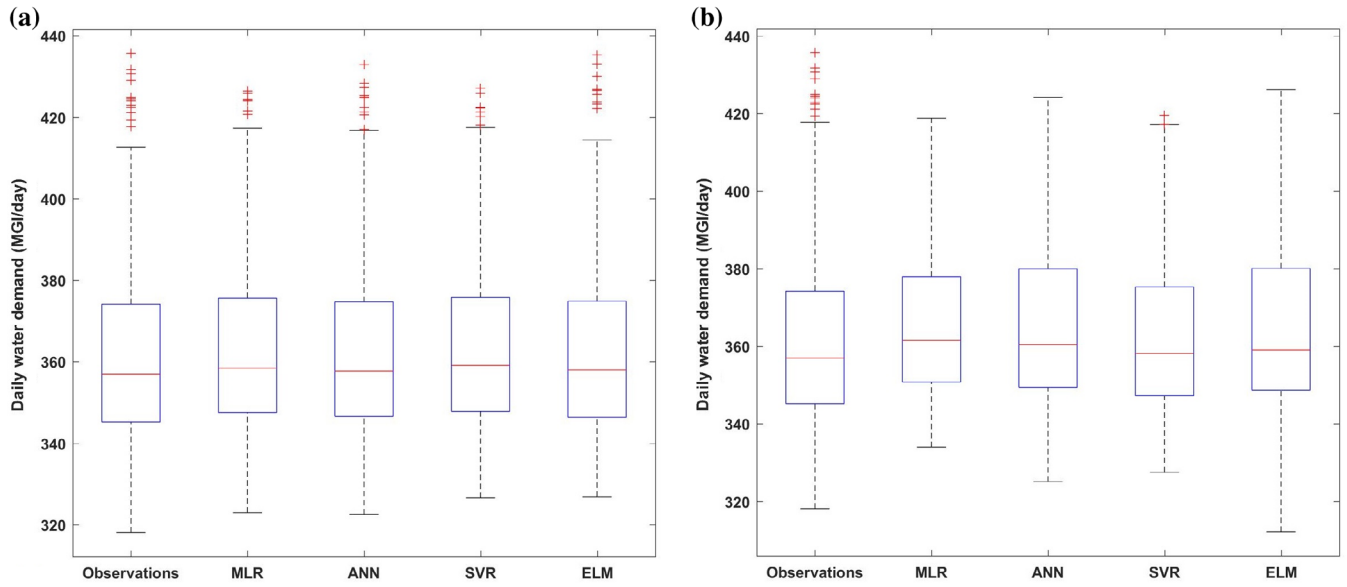 (a)
440
420
400
380
360
340
320
Daily water demand (MGl/day)
Observations MLR ANN SVR ELM
(b)
440
420
400
380
360
340
320
Daily water demand (MGl/day)
Observations MLR ANN SVR ELM